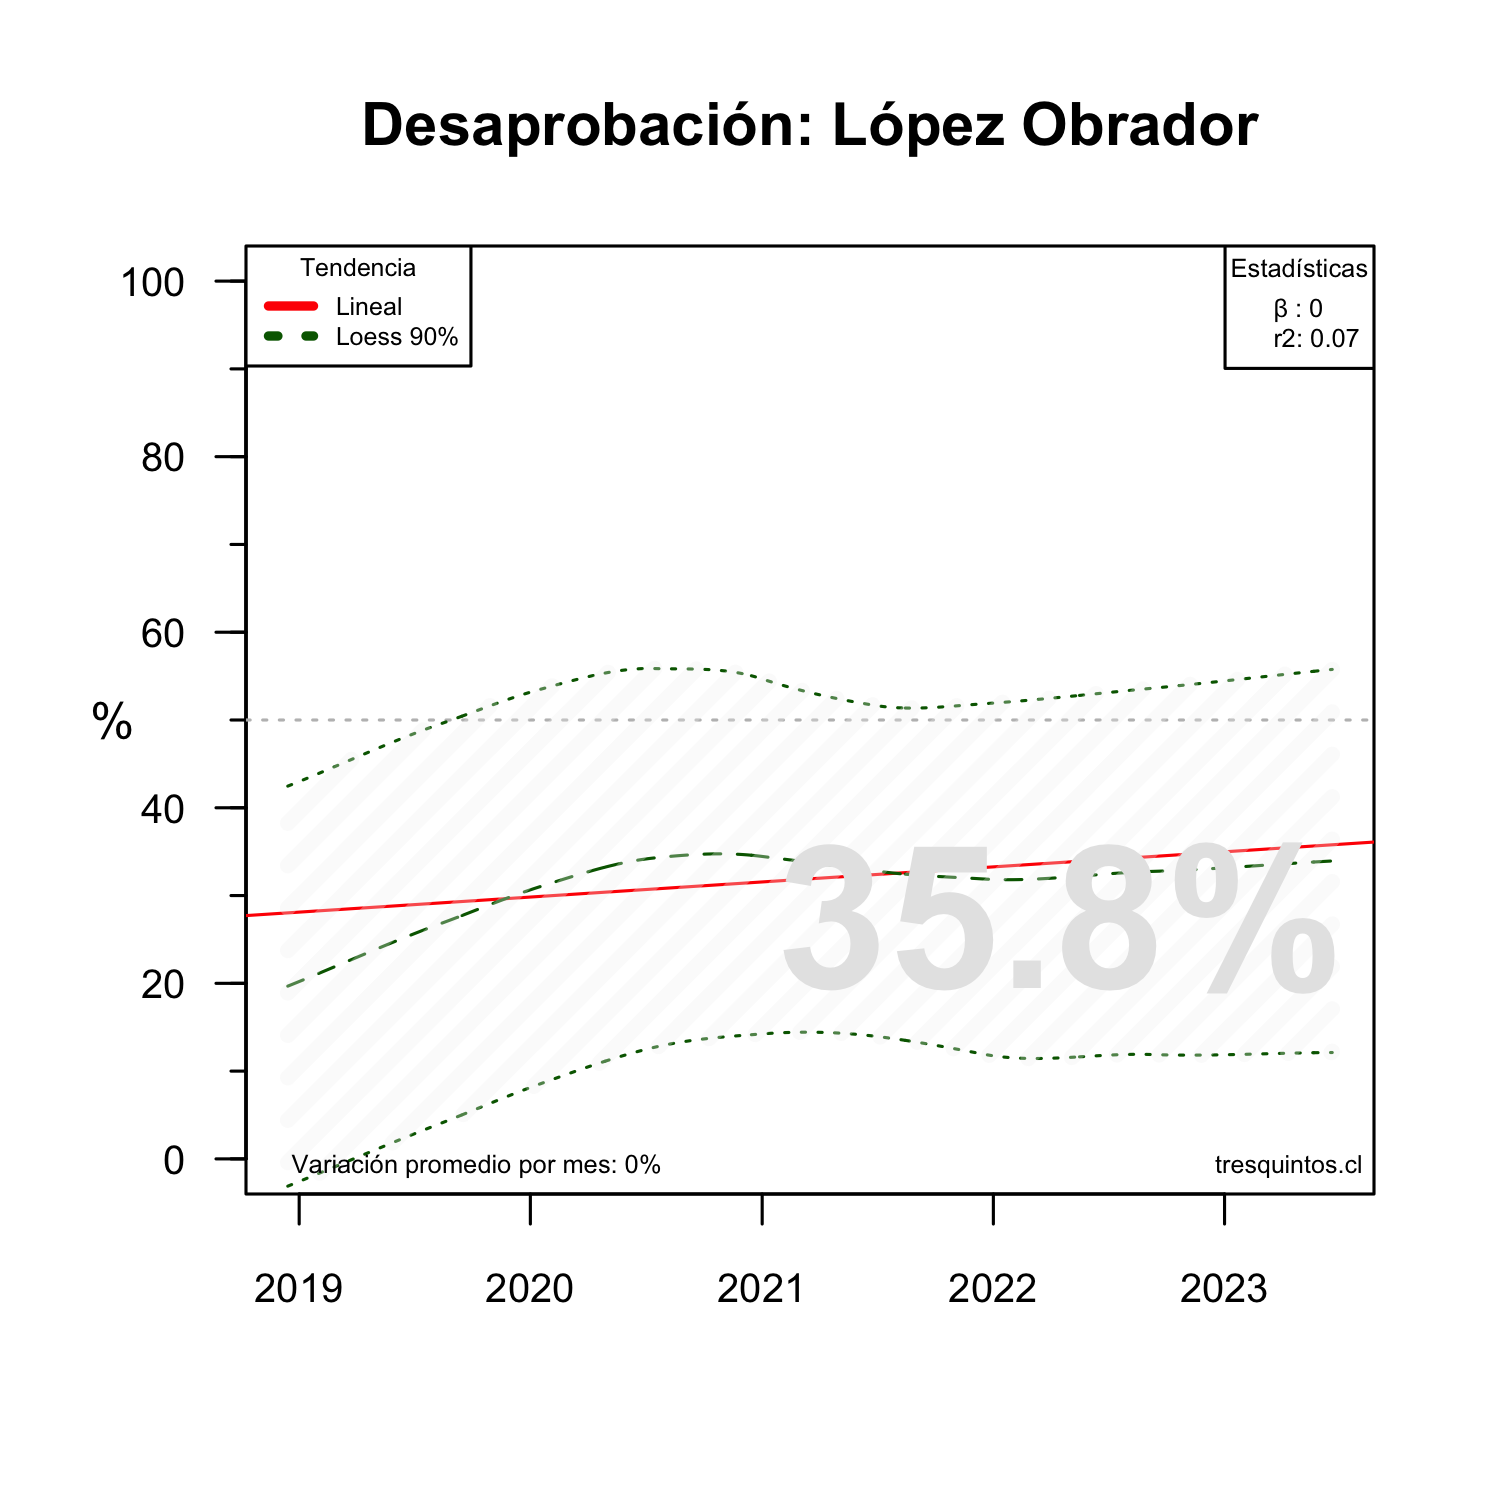 Desaprobación: López Obrador
Tendencia
Lineal
Loess 90%
Estadísticas
β : 0
r2: 0.07
100
80
60
%
40
20
0
35.8%
Variación promedio por mes: 0%
tresquintos.cl
2019 2020 2021 2022 2023